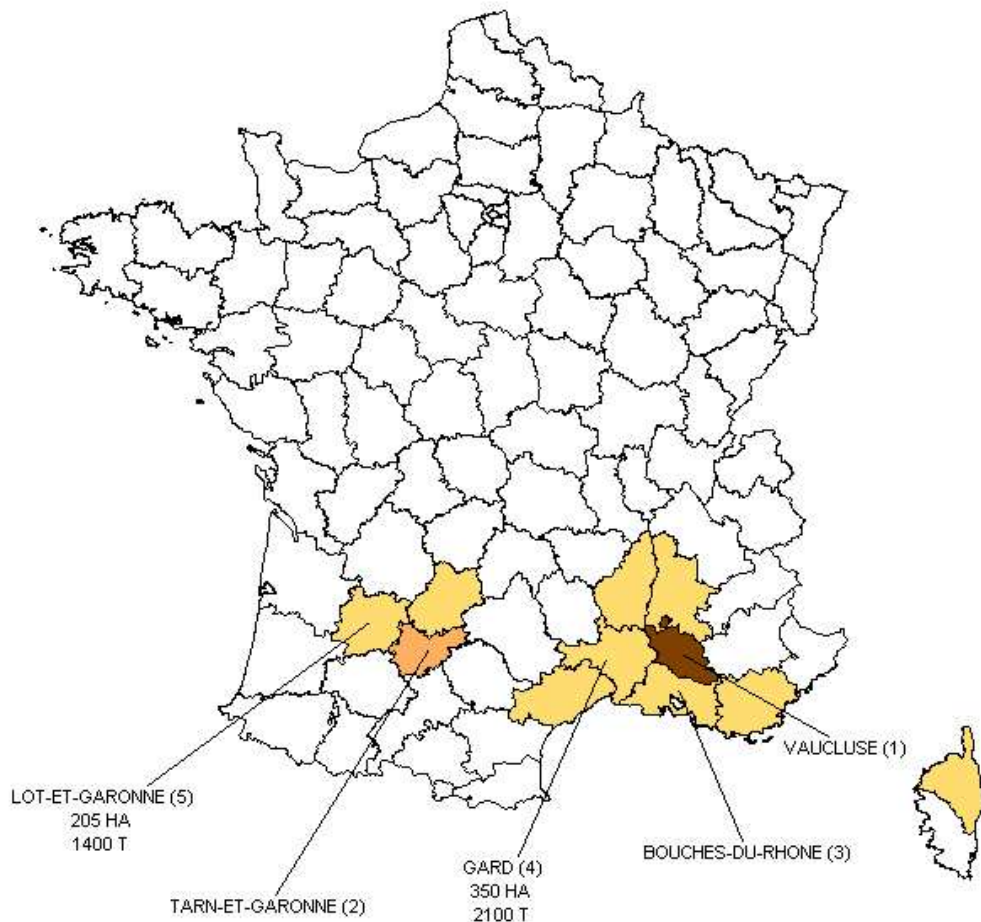 VAUCLUSE (1)
LOT-ET-GARONNE (5)
205 HA
1400 T
BOUCHES-DU-RHONE (3)
GARD (4)
350 HA
2100 T
TARN-ET-GARONNE (2)